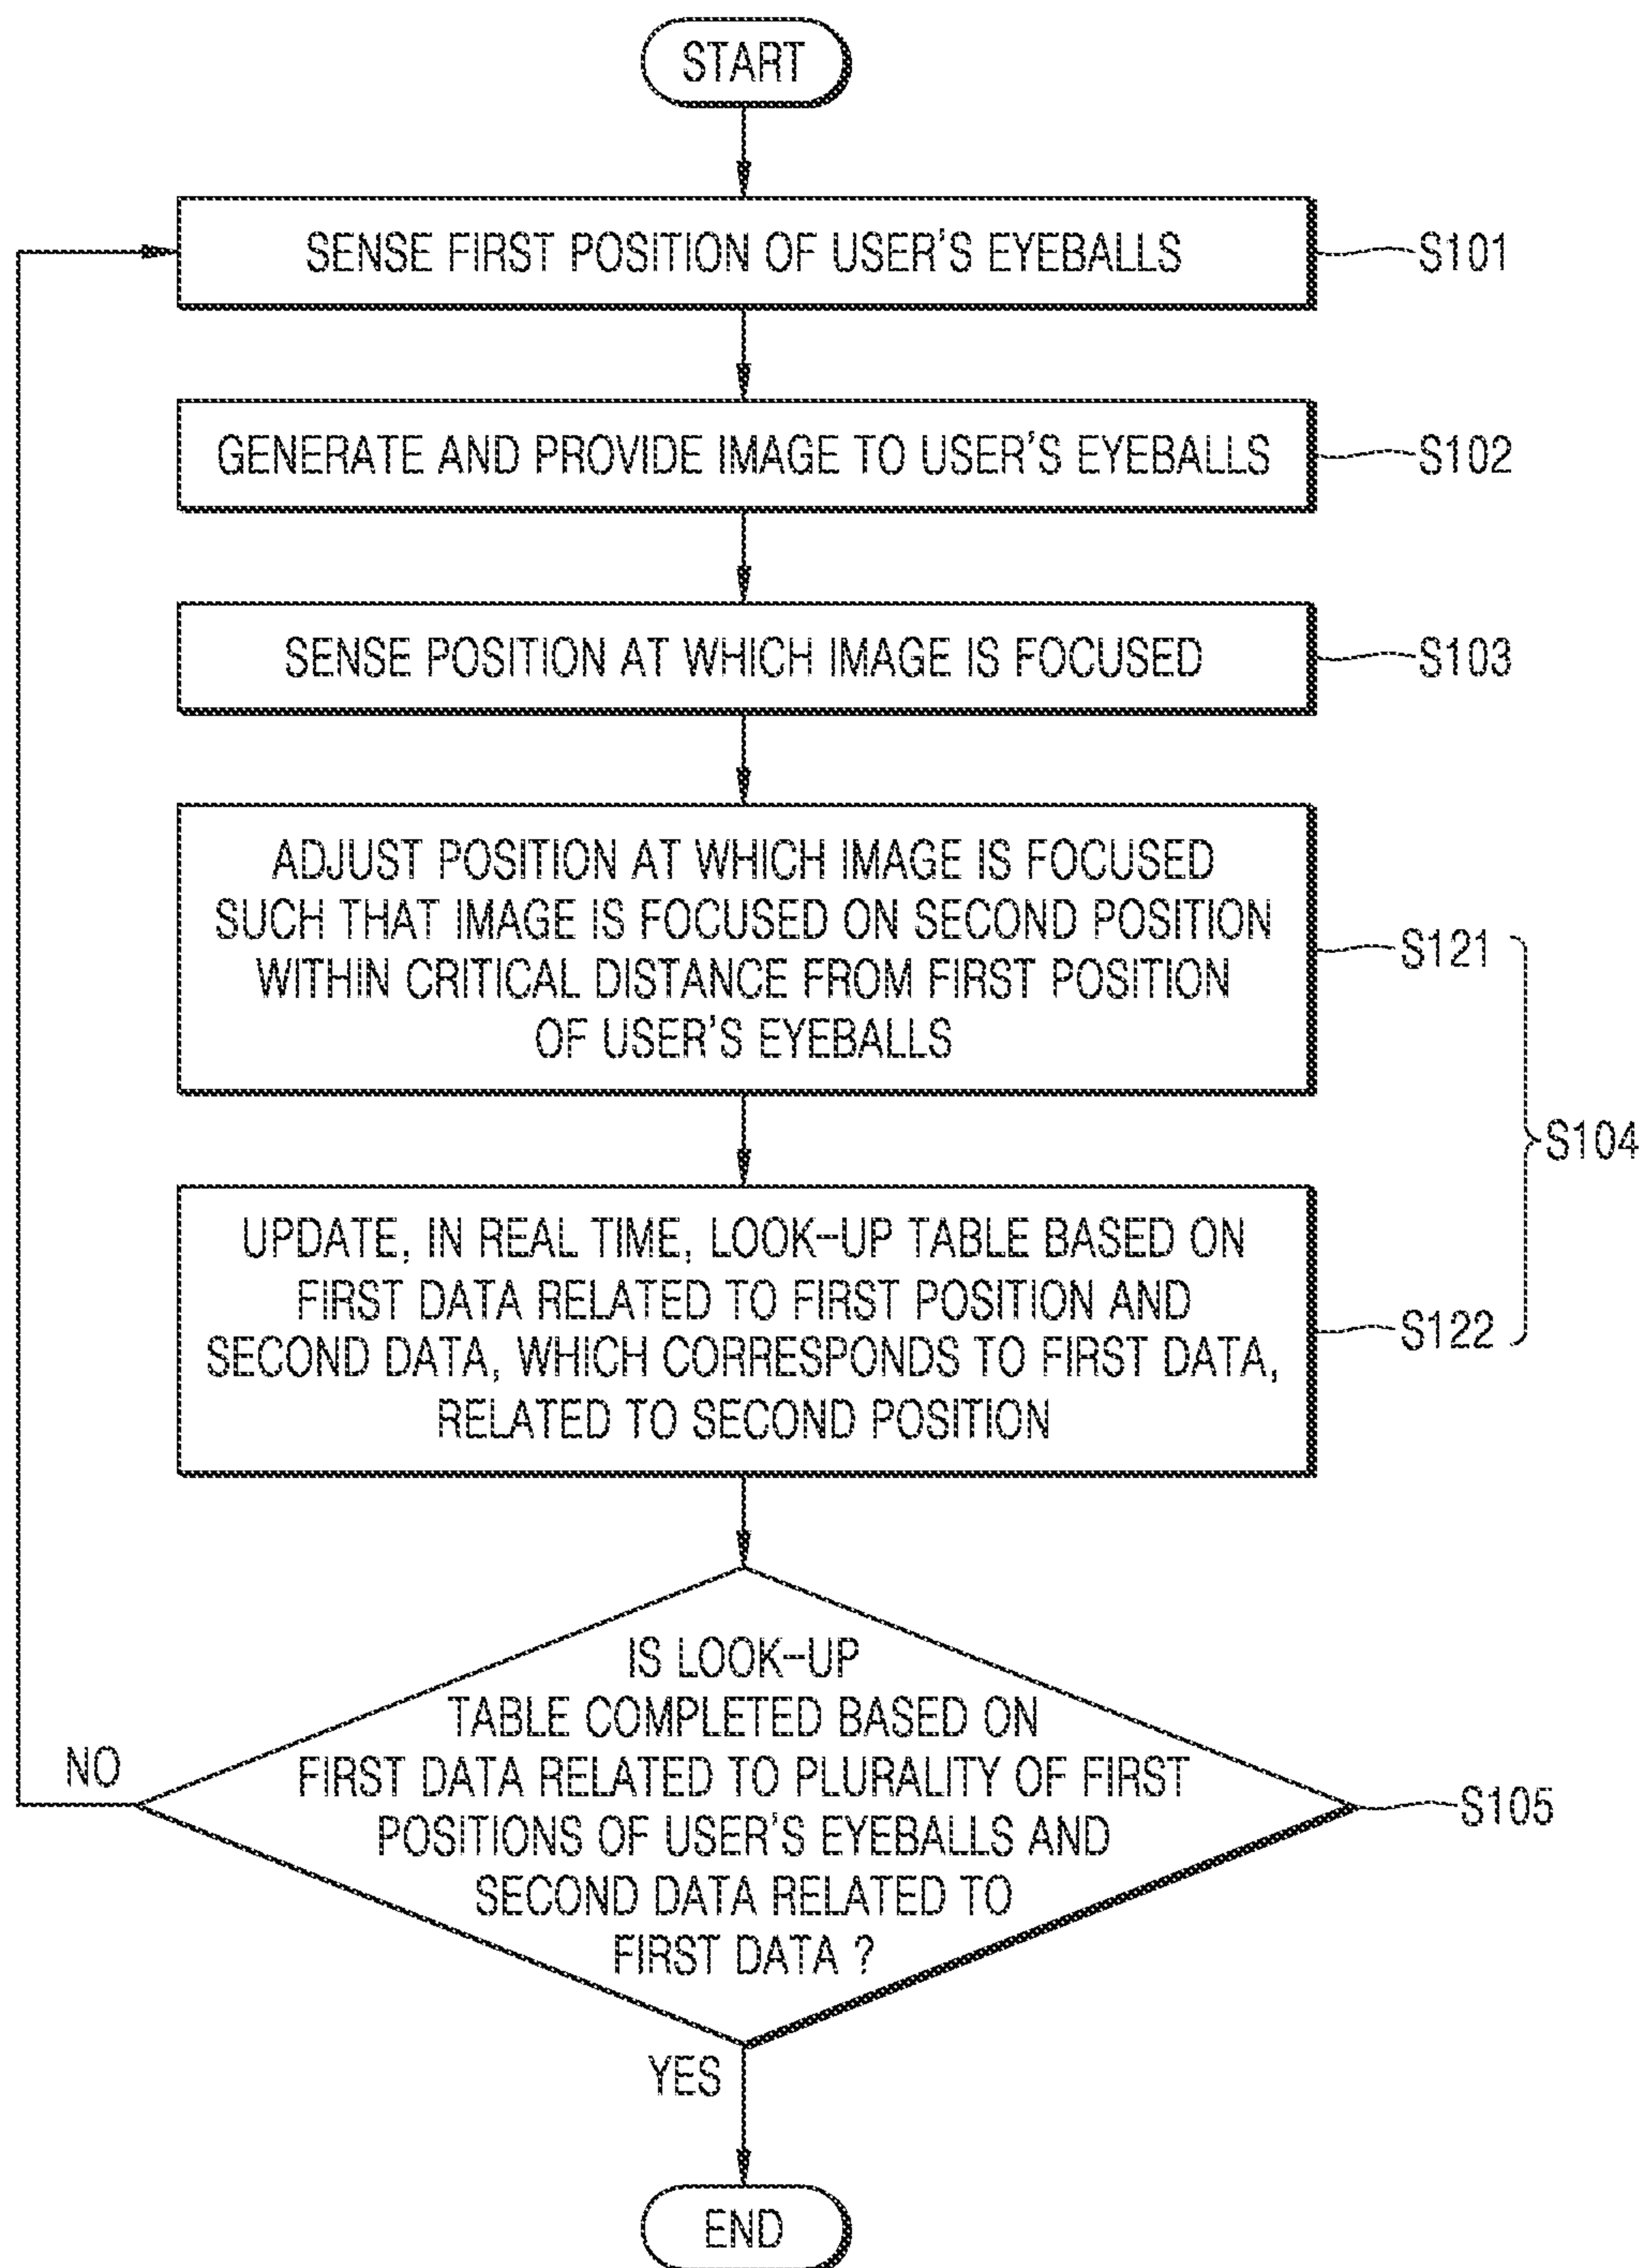 START
SENSE FIRST POSITION OF USER'S EYEBALLS
S101
GENERATE AND PROVIDE IMAGE TO USER'S EYEBALLS
S102
SENSE POSITION AT WHICH IMAGE IS FOCUSED
S103
ADJUST POSITION AT WHICH IMAGE IS FOCUSED
SUCH THAT IMAGE IS FOCUSED ON SECOND POSITION
WITHIN CRITICAL DISTANCE FROM FIRST POSITION
OF USER'S EYEBALLS
S121
S104
UPDATE, IN REAL TIME, LOOK-UP TABLE BASED ON
FIRST DATA RELATED TO FIRST POSITION AND
SECOND DATA, WHICH CORRESPONDS TO FIRST DATA,
RELATED TO SECOND POSITION
S122
IS LOOK-UP
TABLE COMPLETED BASED ON
FIRST DATA RELATED TO PLURALITY OF FIRST
POSITIONS OF USER'S EYEBALLS AND
SECOND DATA RELATED TO
FIRST DATA ?
NO
S105
YES
END